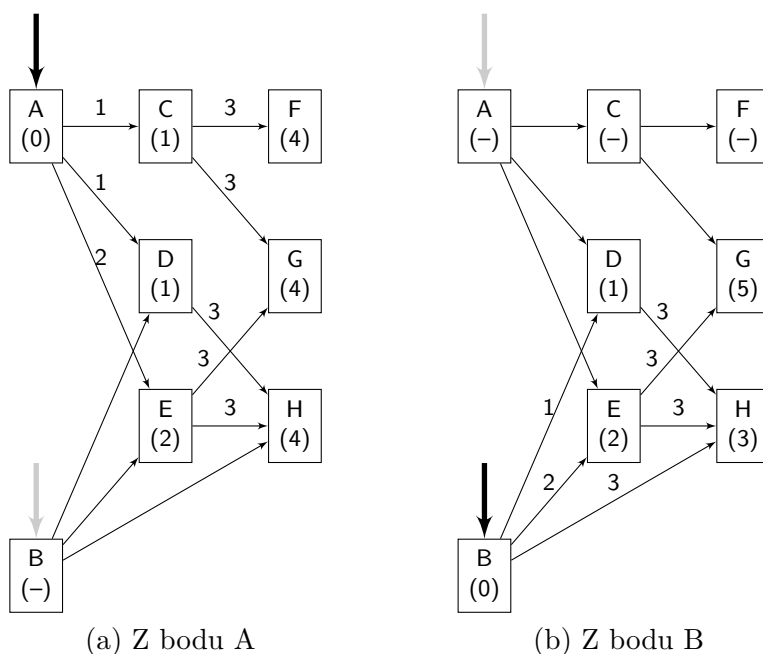 A
(0)
1
C
(1)
3
F
(4)
1
3
2
D
(1)
G
(4)
3
3
E
(2)
3
H
(4)
B
(–)
(a) Z bodu A
A
(–)
C
(–)
F
(–)
D
(1)
G
(5)
3
3
1
E
(2)
3
H
(3)
2
3
B
(0)
(b) Z bodu B